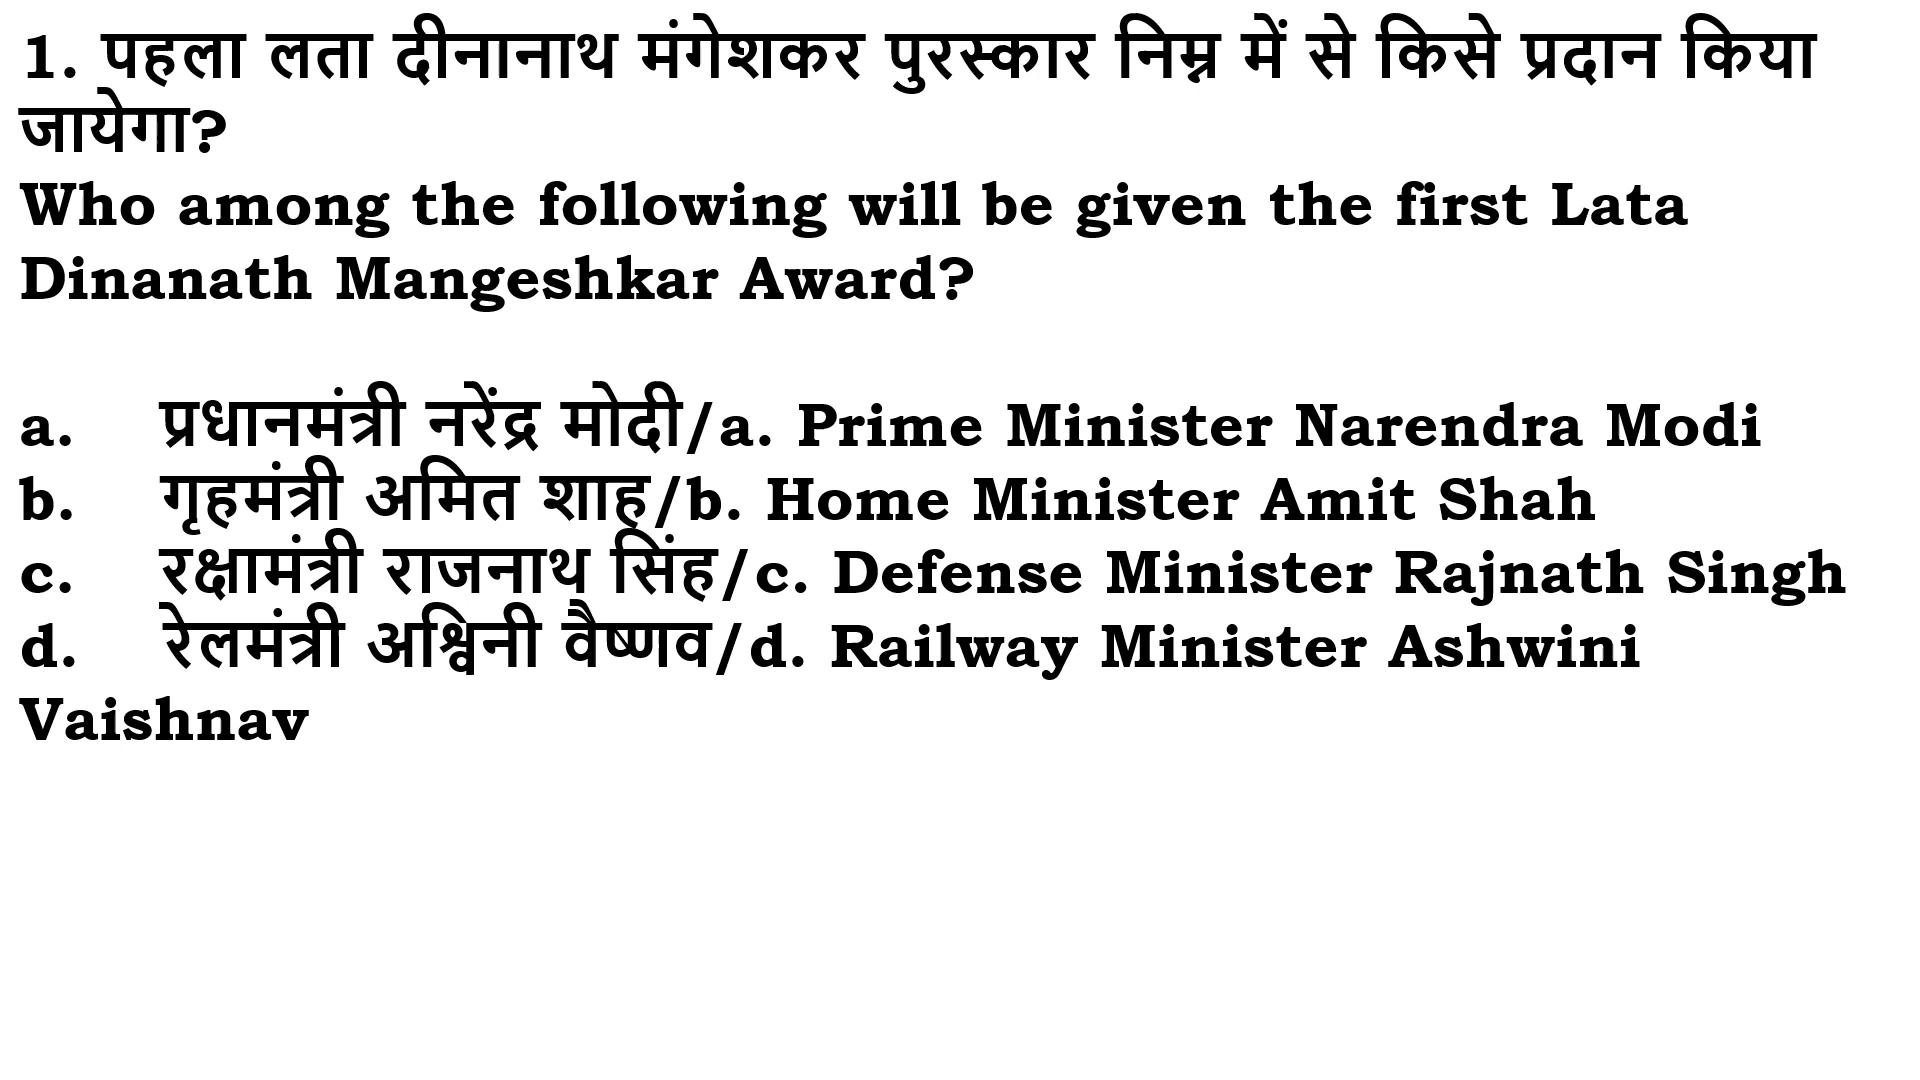 1. पहला लता दीनानाथ मंगेशकर पुरस्कार निम्न में से किसे प्रदान किया
जायेगा?
Who among the following will be given the first Lata
Dinanath Mangeshkar Award?
a. प्रधानमंत्री नरेंद्र मोदी/a. Prime Minister Narendra Modi
b. गृहमंत्री अमित शाह/b. Home Minister Amit Shah
c. रक्षामंत्री राजनाथ सिंह/c. Defense Minister Rajnath Singh
d. रेलमंत्री अश्विनी वैष्णव/d. Railway Minister Ashwini
Vaishnav